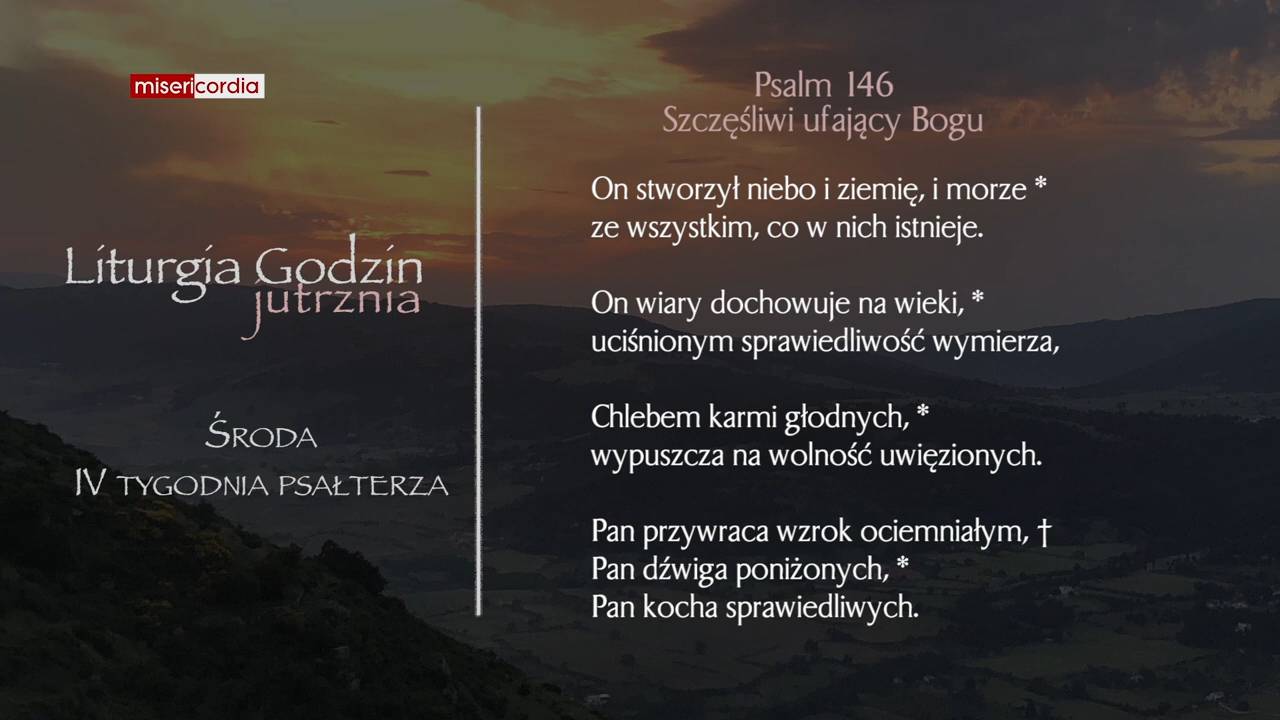 misericordia
Liturgia Godzin
jutrznia
Środa
IV tygodnia psałterza
Psalm 146
Szczęśliwi ufający Bogu
On stworzył niebo i ziemię, i morze *
ze wszystkim, co w nich istnieje.
On wiary dochowuje na wieki, *
uciśnionym sprawiedliwość wymierza,
Chlebem karmi głodnych, *
wypuszcza na wolność uwięzionych.
Pan przywraca wzrok ociemniałym, †
Pan dźwiga poniżonych, *
Pan kocha sprawiedliwych.